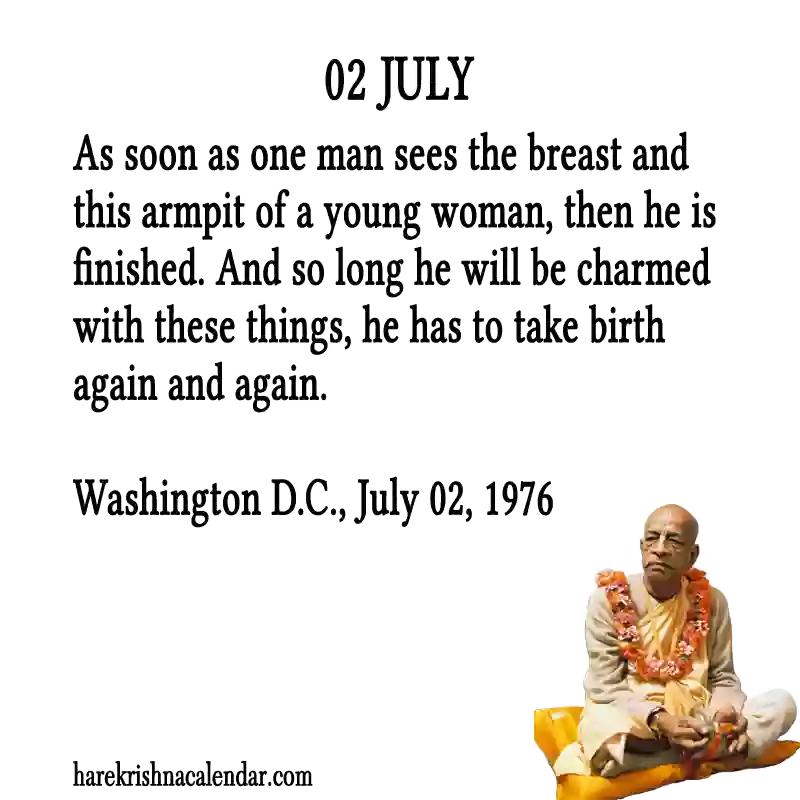 02 JULY
As soon as one man sees the breast and
this armpit of a young woman, then he is
finished. And so long he will be charmed
with these things, he has to take birth
again and again.
Washington D.C., July 02, 1976
harekrishnacalendar.com